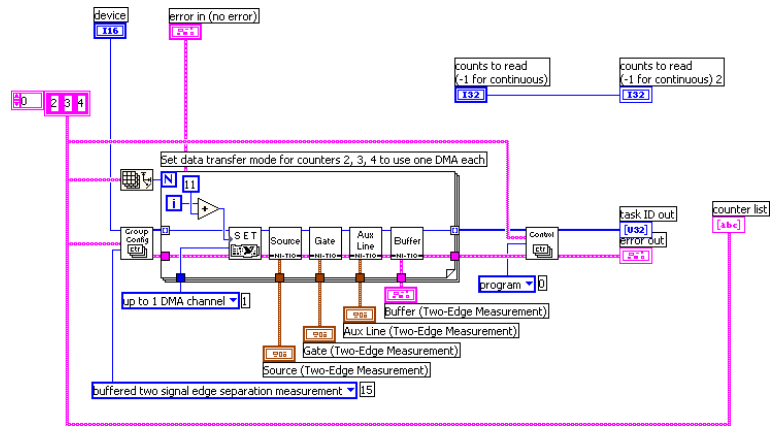 device
I16
error in (no error)
counts to read
(-1 for continuous)
I32
counts to read
(-1 for continuous) 2
I32
0
2 3 4
Set data transfer mode for counters 2, 3, 4 to use one DMA each
N
11
i
+
counter list
[abc]
Group
Config
ctr
SET
Source
NI-TIO
Gate
NI-TIO
Aux
Line
NI-TIO
Buffer
NI-TIO
Control
ctr
task ID out
[U32]
error out
up to 1 DMA channel
1
program
0
Buffer (Two-Edge Measurement)
Aux Line (Two-Edge Measurement)
Gate (Two-Edge Measurement)
Source (Two-Edge Measurement)
buffered two signal edge separation measurement
15